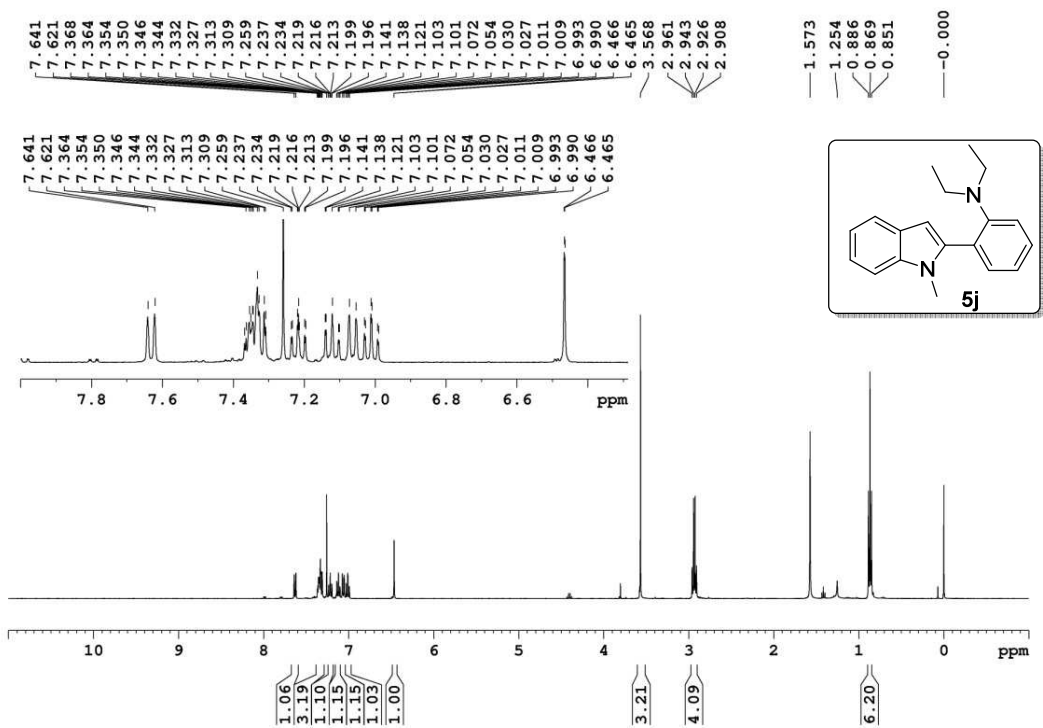 7.641 7.621 7.368 7.364 7.354 7.350 7.346 7.344 7.332 7.327 7.313 7.309 7.259 7.237 7.234 7.219 7.216 7.213 7.199 7.196 7.141 7.138 7.121 7.103 7.101 7.072 7.054 7.030 7.027 7.011 7.009 6.993 6.990 6.466 6.465 3.568 2.961 2.943 2.926 2.908 1.573 1.254 0.886 0.869 0.851 -0.000
7.641 7.621 7.364 7.354 7.350 7.346 7.344 7.332 7.327 7.313 7.309 7.259 7.237 7.234 7.219 7.216 7.213 7.199 7.196 7.141 7.138 7.121 7.103 7.101 7.072 7.054 7.030 7.027 7.011 7.009 6.993 6.990 6.466 6.465
N
N
5j
7.8 7.6 7.4 7.2 7.0 6.8 6.6 ppm
10 9 8 7 6 5 4 3 2 1 0 ppm
1.06 3.19 1.10 1.15 1.15 1.03 1.00 3.21 4.09 6.20